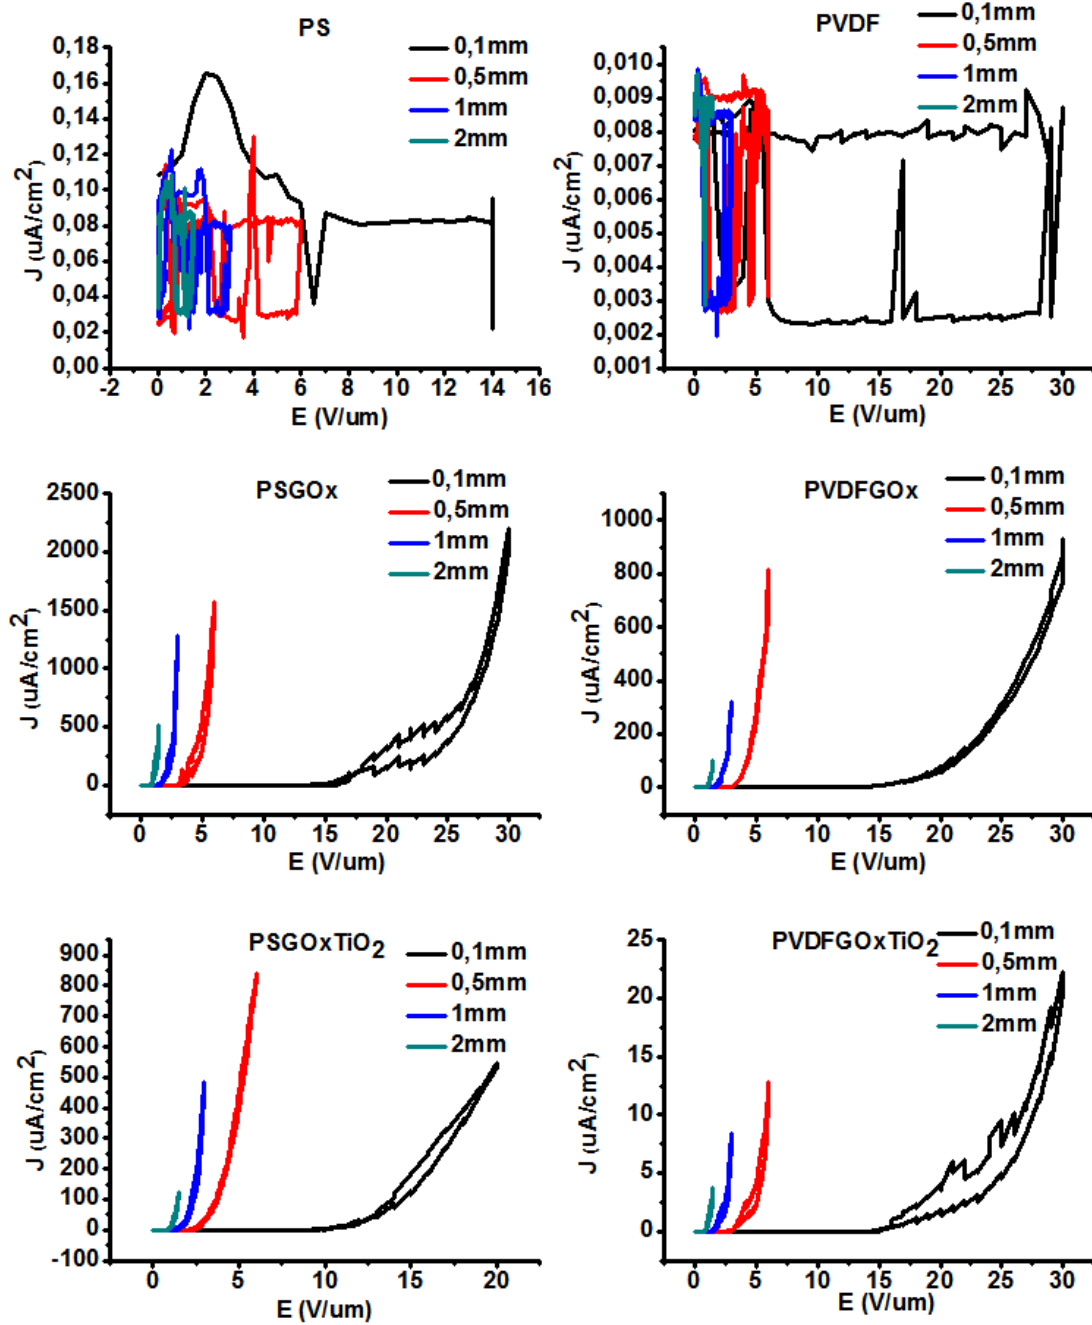 PS
0,1mm
0,5mm
1mm
2mm
0,18
0,16
0,14
0,12
0,10
0,08
0,06
0,04
0,02
0,00
J (uA/cm2)
-2 0 2 4 6 8 10 12 14 16
E (V/um)
PVDF
0,1mm
0,5mm
1mm
2mm
0,010
0,009
0,008
0,007
0,006
0,005
0,004
0,003
0,002
0,001
J (uA/cm2)
0 5 10 15 20 25 30
E (V/um)
PSGOx
0,1mm
0,5mm
1mm
2mm
2500
2000
1500
1000
500
0
J (uA/cm2)
0 5 10 15 20 25 30
E (V/um)
PVDFGOx
0,1mm
0,5mm
1mm
2mm
1000
800
600
400
200
0
J (uA/cm2)
0 5 10 15 20 25 30
E (V/um)
PSGOxTiO2
0,1mm
0,5mm
1mm
2mm
900
800
700
600
500
400
300
200
100
0
-100
J (uA/cm2)
0 5 10 15 20
E (V/um)
PVDFGOxTiO2
0,1mm
0,5mm
1mm
2mm
25
20
15
10
5
0
J (uA/cm2)
0 5 10 15 20 25 30
E (V/um)